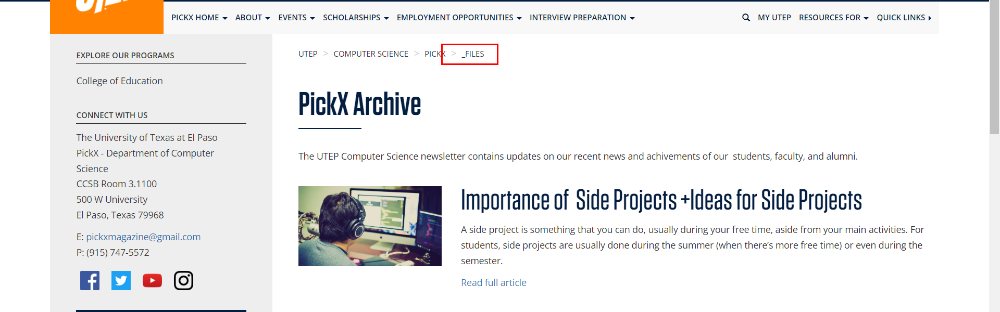 PICKX HOME ABOUT EVENTS SCHOLARSHIPS EMPLOYMENT OPPORTUNITIES INTERVIEW PREPARATION MY UTEP RESOURCES FOR QUICK LINKS
EXPLORE OUR PROGRAMS
College of Education
CONNECT WITH US
The University of Texas at El Paso
PickX - Department of Computer
Science
CCSB Room 3.1100
500 W University
El Paso, Texas 79968
E: pickxmagazine@gmail.com
P: (915) 747-5572
UTEP > COMPUTER SCIENCE > PICKX > _FILES
PickX Archive
The UTEP Computer Science newsletter contains updates on our recent news and achivements of our students, faculty, and alumni.
Importance of Side Projects +Ideas for Side Projects
A side project is something that you can do, usually during your free time, aside from your main activities. For
students, side projects are usually done during the summer (when there’s more free time) or even during the
semester.
Read full article